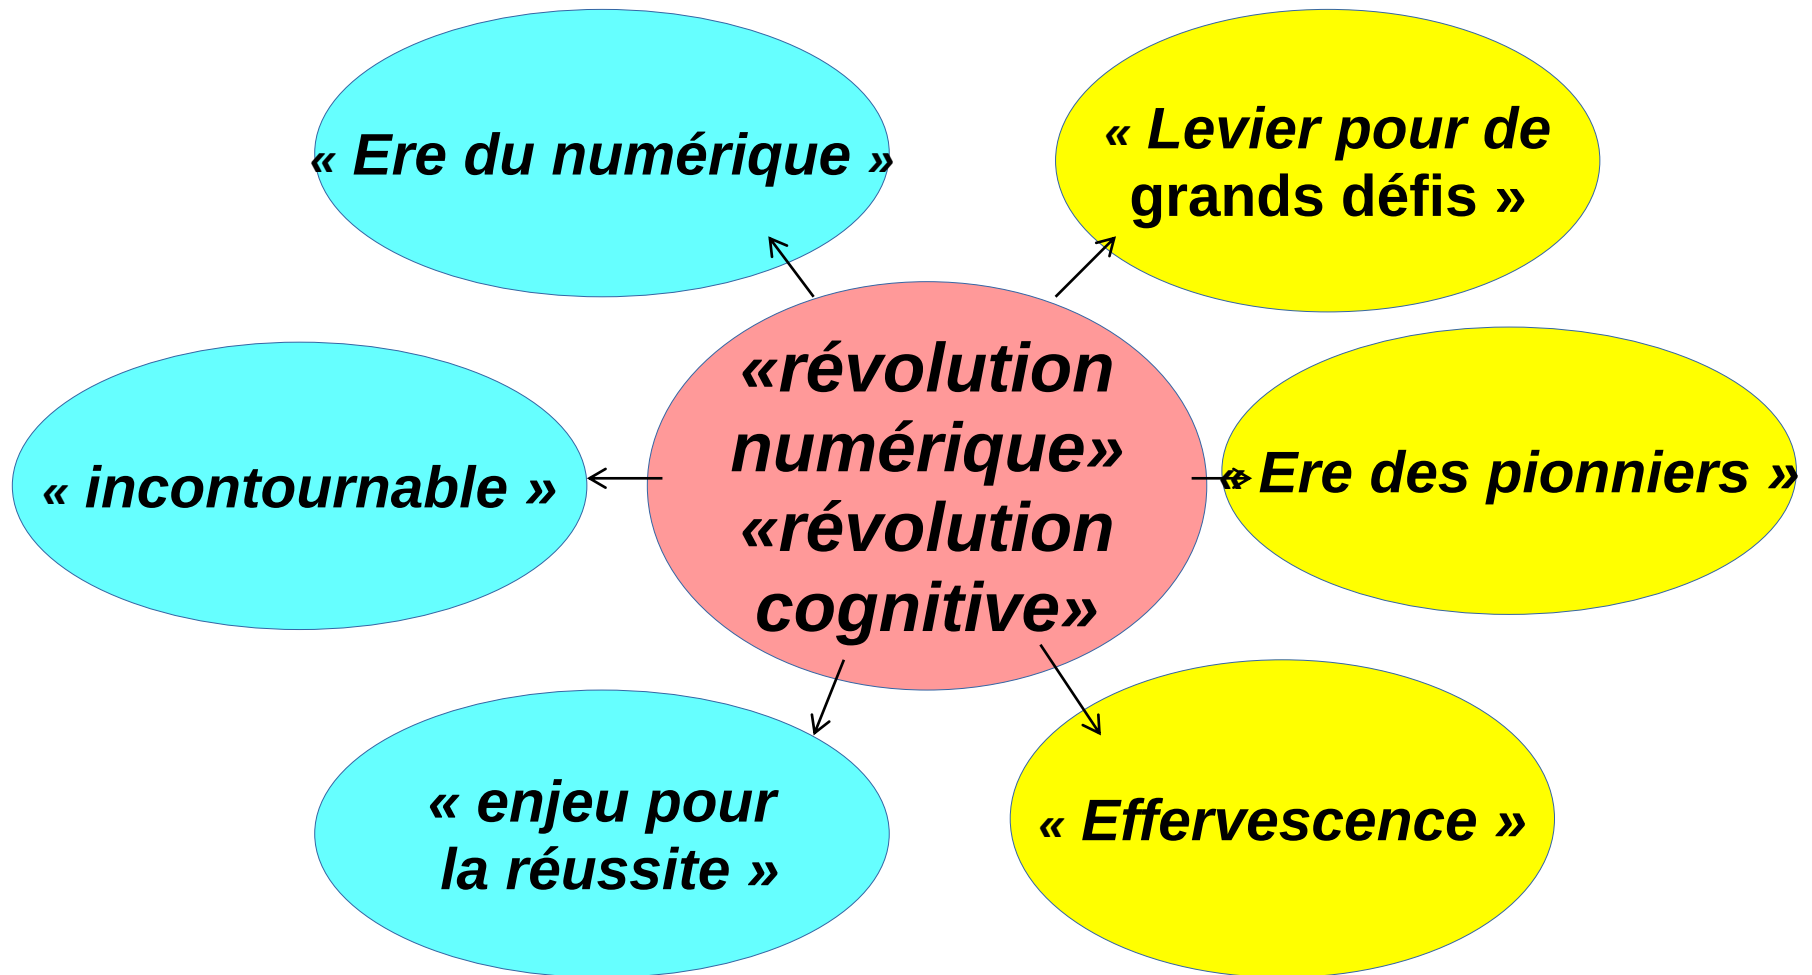 « Ere du numérique »
« Levier pour de
grands défis »
«révolution
numérique»
«révolution
cognitive»
« incontournable »
« Ere des pionniers »
« enjeu pour
la réussite »
« Effervescence »